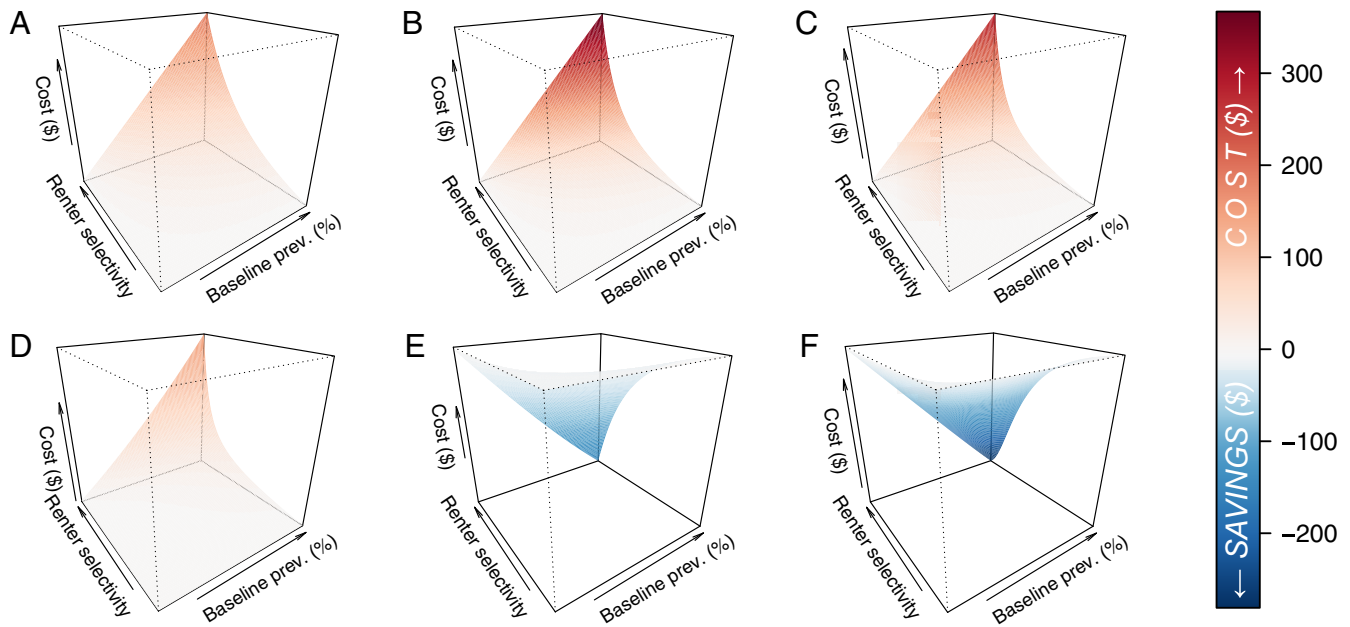 A
Cost ($)
Renter selectivity
Baseline prev. (%)
B
Cost ($)
Renter selectivity
Baseline prev. (%)
C
Cost ($)
Renter selectivity
Baseline prev. (%)
D
Cost ($)
Renter selectivity
Baseline prev. (%)
E
Cost ($)
Renter selectivity
Baseline prev. (%)
F
Cost ($)
Renter selectivity
Baseline prev. (%)
COST ($) →
← SAVINGS ($)
300
200
100
0
−100
−200